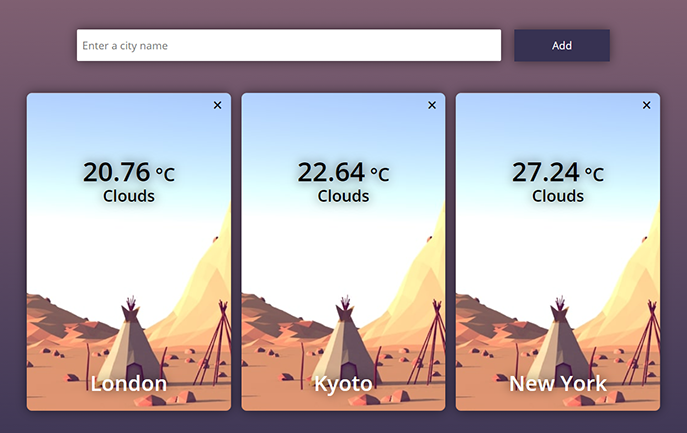 Enter a city name
Add
×
20.76 °C
Clouds
London
×
22.64 °C
Clouds
Kyoto
×
27.24 °C
Clouds
New York